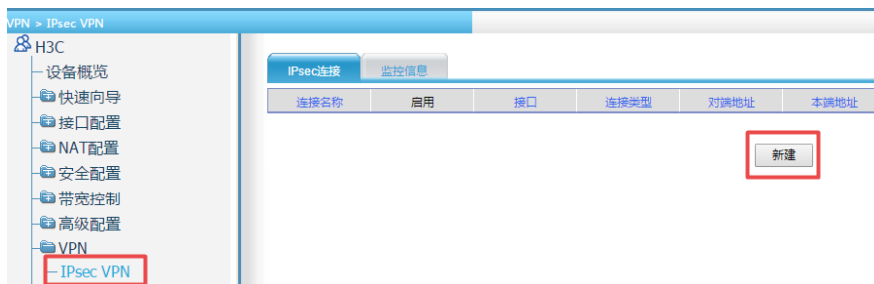 VPN > IPsec VPN
H3C
设备概览
快速向导
接口配置
NAT配置
安全配置
带宽控制
高级配置
VPN
IPsec VPN
IPsec连接 监控信息
连接名称 启用 接口 连接类型 对端地址 本端地址
新建